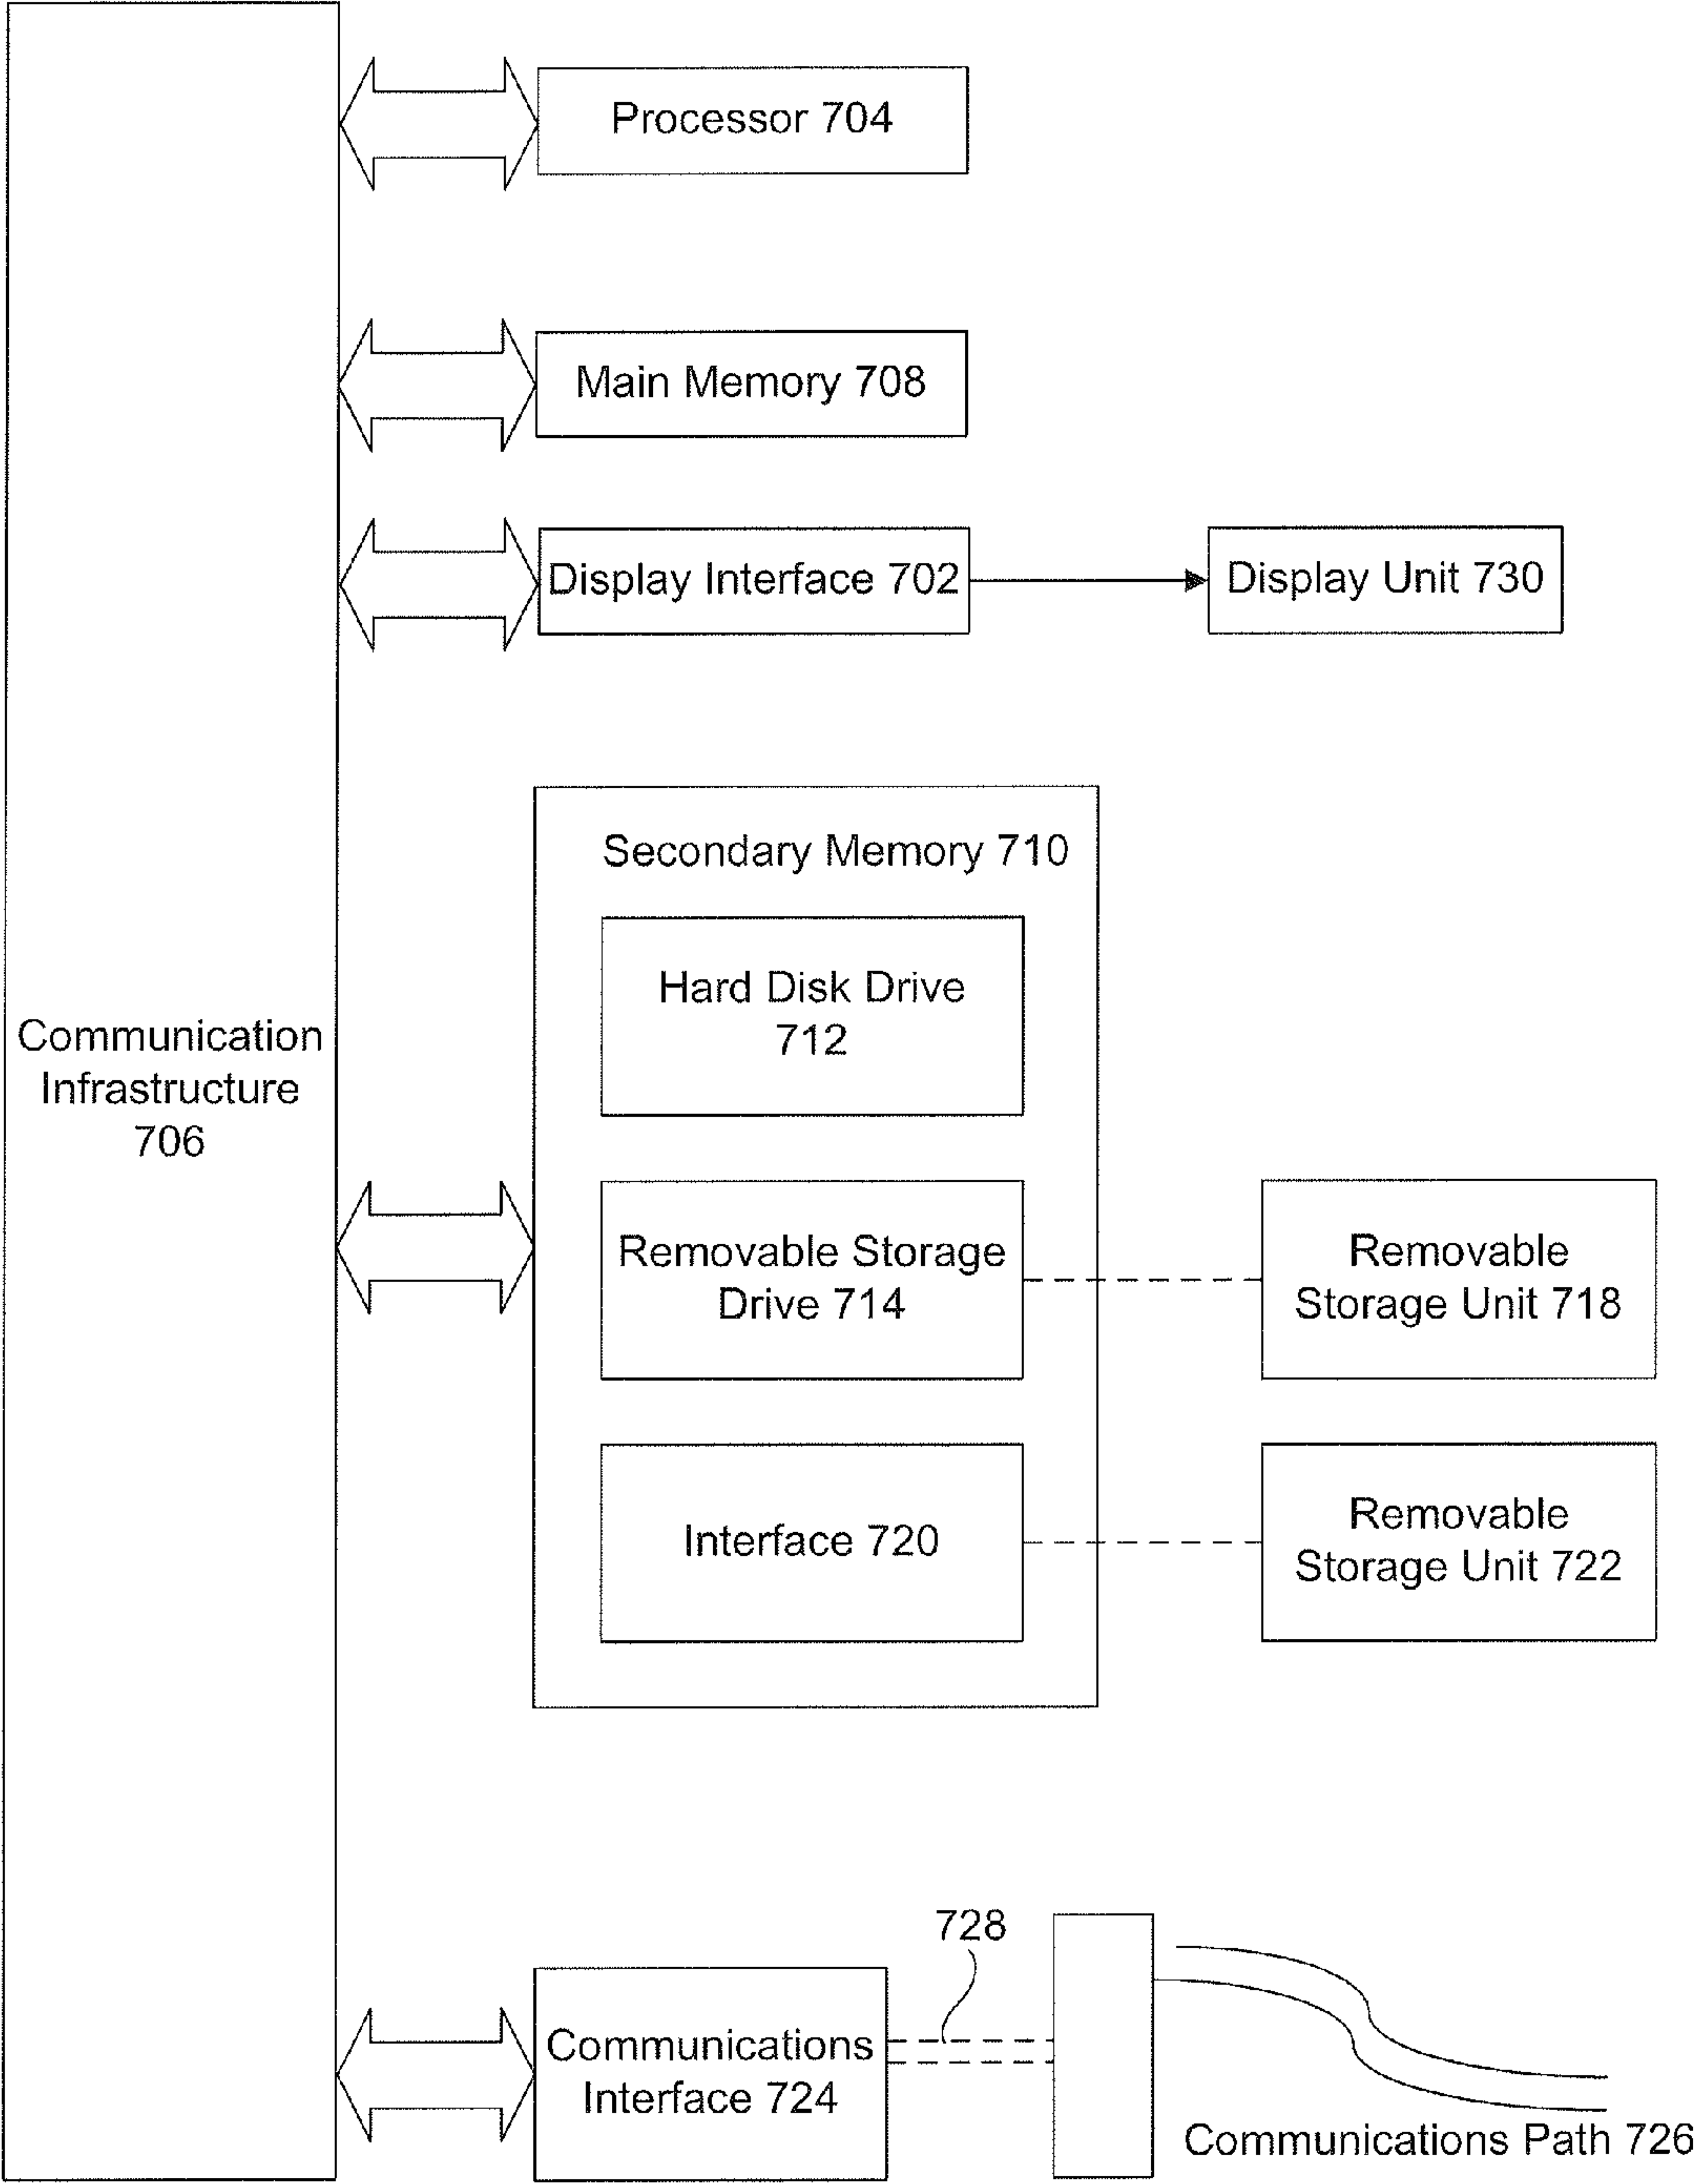 Processor 704
Main Memory 708
Display Interface 702
Display Unit 730
Secondary Memory 710
Hard Disk Drive
712
Communication
Infrastructure
706
Removable Storage
Drive 714
Removable
Storage Unit 718
Interface 720
Removable
Storage Unit 722
728
Communications
Interface 724
Communications Path 726